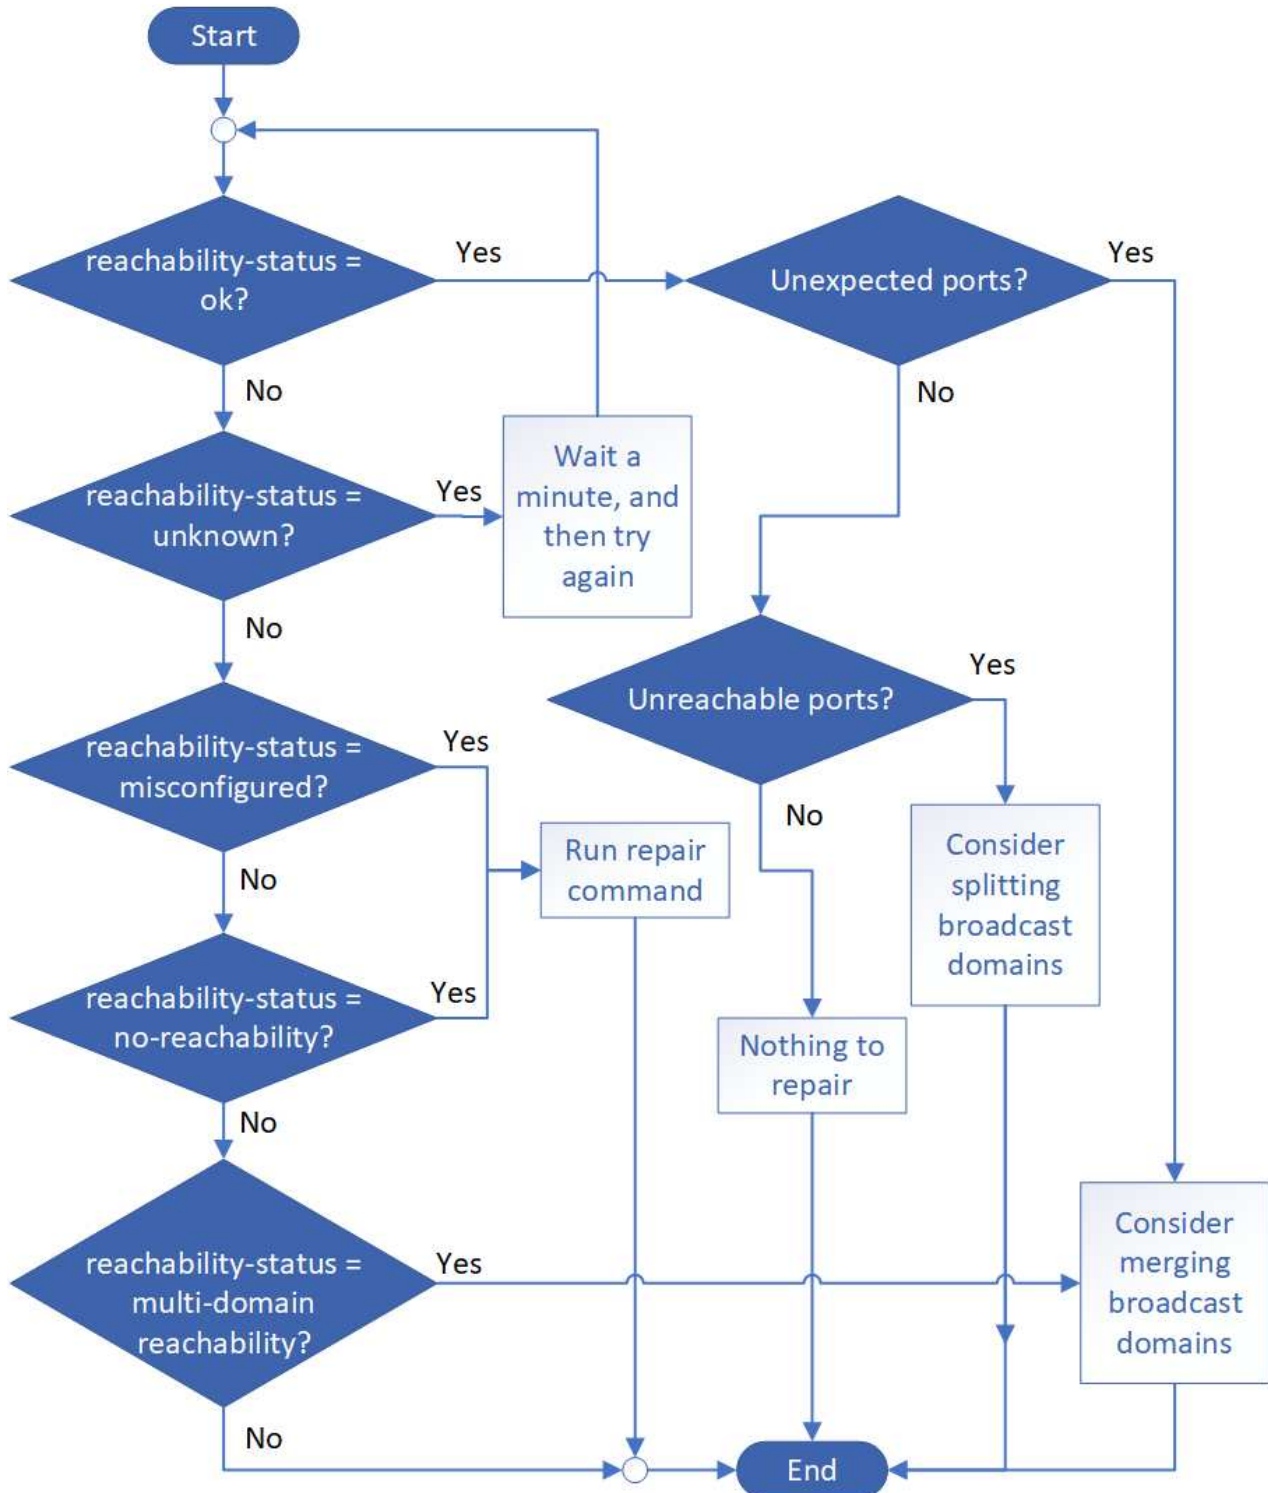 Start
reachability-status =
ok?
Yes
Unexpected ports?
Yes
No
No
reachability-status =
unknown?
Yes
Wait a
minute, and
then try
again
No
Unreachable ports?
Yes
reachability-status =
misconfigured?
Yes
No
Run repair
command
Consider
splitting
broadcast
domains
No
reachability-status =
no-reachability?
Yes
Nothing to
repair
No
reachability-status =
multi-domain
reachability?
Yes
Consider
merging
broadcast
domains
No
End